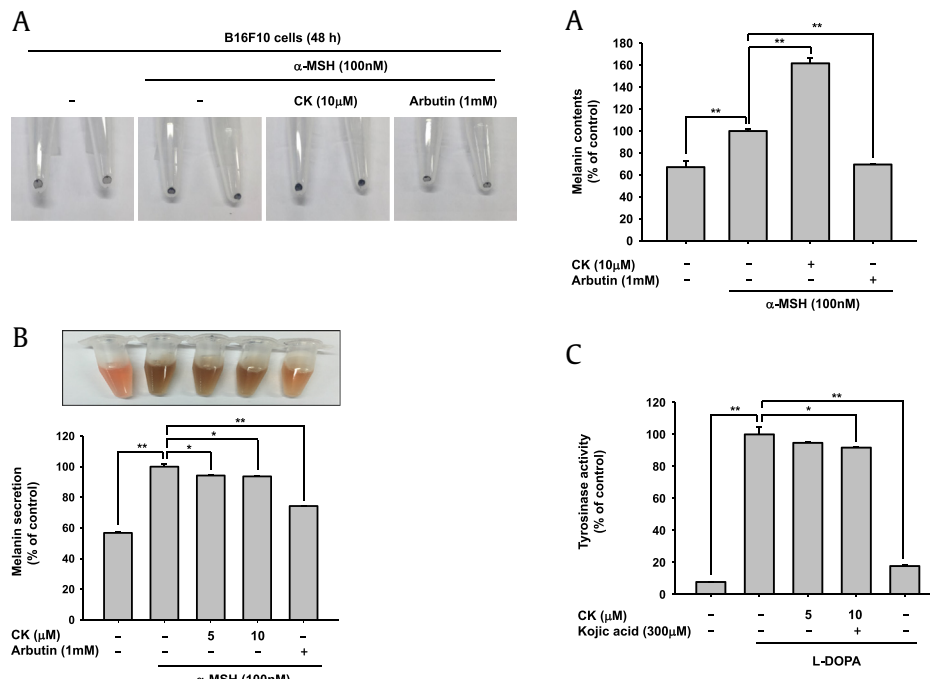 A
B16F10 cells (48 h)
α-MSH (100nM)
– – CK (10μM) Arbutin (1mM)
A
Melanin contents
(% of control)
180
160
140
120
100
80
60
40
20
0
** ** **
CK (10μM) – – + –
Arbutin (1mM) – – – +
α-MSH (100nM)
B
Melanin secretion
(% of control)
120
100
80
60
40
20
0
** * * **
CK (μM) – – 5 10 –
Arbutin (1mM) – – – – +
α-MSH (100nM)
C
Tyrosinase activity
(% of control)
120
100
80
60
40
20
0
** * **
CK (μM) – – 5 10 –
Kojic acid (300μM) – – – + –
L-DOPA